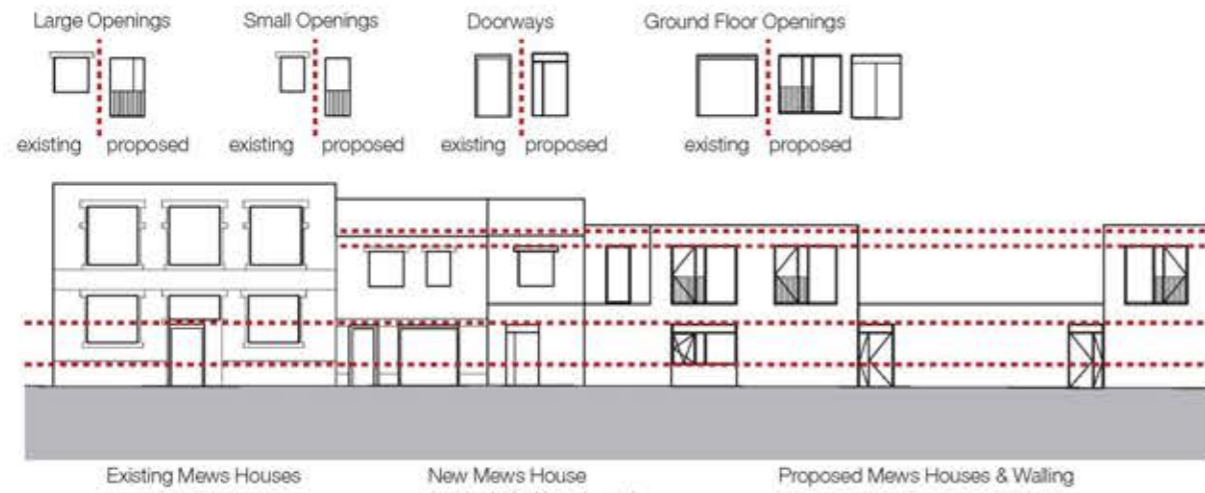 Large Openings Small Openings Doorways Ground Floor Openings
existing proposed existing proposed existing proposed existing proposed
Existing Mews Houses New Mews House Proposed Mews Houses & Walling